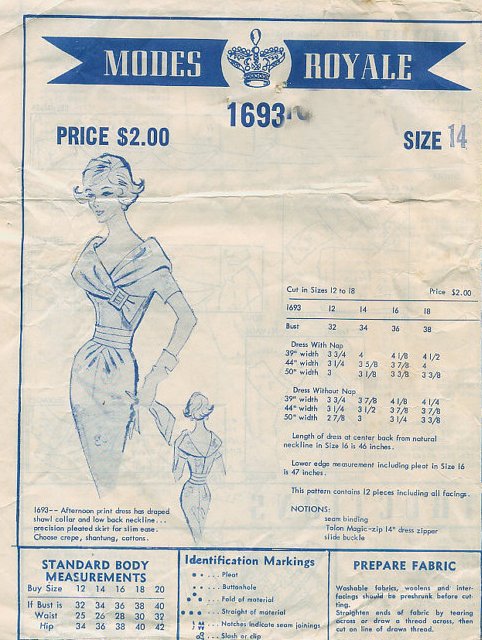 MODES ROYALE
1693
PRICE $2.00
SIZE 14
Cut in Sizes 12 to 18 Price $2.00
1693 12 14 16 18
Bust 32 34 36 38
Dress With Nap
39" width 3 3/4 4 4 1/8 4 1/2
44" width 3 1/4 3 5/8 3 7/8 4
50" width 3 3 1/8 3 3/8 3 3/8
Dress Without Nap
39" width 3 3/4 3 7/8 4 1/8 4 1/4
44" width 3 1/4 3 1/2 3 7/8 3 7/8
50" width 2 7/8 3 3 1/4 3 3/8
Length of dress at center back from natural
neckline in Size 16 is 46 inches.
Lower edge measurement including pleat in Size 16
is 47 inches.
This pattern contains 12 pieces including all facings.
NOTIONS:
seam binding
Talon Magic-zip 14" dress zipper
slide buckle
1693-- Afternoon print dress has draped
shawl collar and low back neckline...
precision pleated skirt for slim ease.
Choose crepe, shantung, cottons.
STANDARD BODY
MEASUREMENTS
Buy Size 12 14 16 18 20
If Bust is 32 34 36 38 40
Waist 25 26 28 30 32
Hip 34 36 38 40 42
Identification Markings
Pleat
Buttonhole
Fold of material
Straight of material
Notches indicate seam joinings
Slash or clip
PREPARE FABRIC
Washable fabrics, woolens and inter-
facings should be preshrunk before cut-
ting.
Straighten ends of fabric by tearing
across or draw a thread across, then
cut on line of drawn thread.